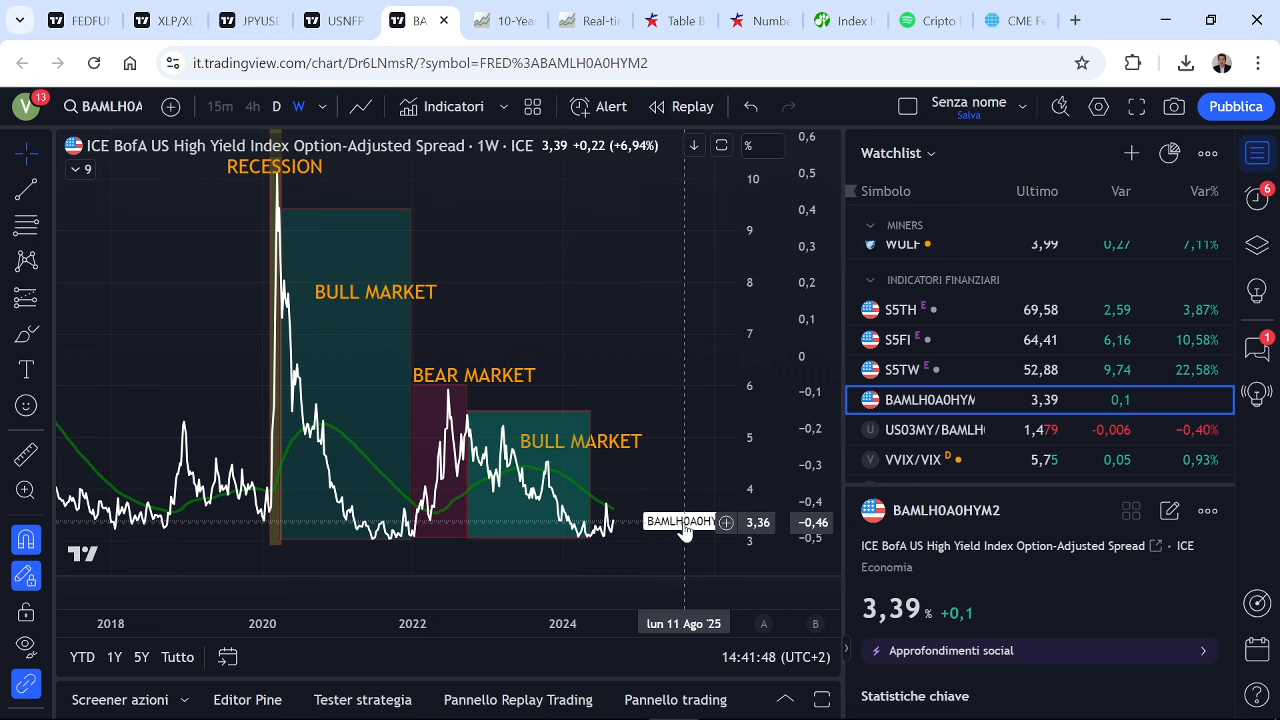 FEDFUN
XLP/XL
JPYUSD
USNFP
BA
10-Yea
Real-tir
Table B
Numbe
Index In
Cripto
CME Fe
it.tradingview.com/chart/Dr6LNmsR/?symbol=FRED%3ABAMLH0A0HYM2
V 13
BAMLH0A
15m 4h D W
Indicatori
Alert
Replay
Senza nome
Salva
Pubblica
ICE BofA US High Yield Index Option-Adjusted Spread · 1W · ICE 3,39 +0,22 (+6,94%)
9
%
RECESSION
BULL MARKET
BEAR MARKET
BULL MARKET
10
9
8
7
6
5
4
3
0,6
0,5
0,4
0,3
0,2
0,1
0
−0,1
−0,2
−0,3
−0,4
−0,5
BAMLH0A0HY
3,36
−0,46
2018 2020 2022 2024
lun 11 Ago '25
A B
YTD 1Y 5Y Tutto
14:41:48 (UTC+2)
Screener azioni
Editor Pine
Tester strategia
Pannello Replay Trading
Pannello trading
Watchlist
Simbolo Ultimo Var Var%
MINERS
WULF 3,99 0,27 7,11%
INDICATORI FINANZIARI
S5TH E 69,58 2,59 3,87%
S5FI E 64,41 6,16 10,58%
S5TW E 52,88 9,74 22,58%
BAMLH0A0HYM 3,39 0,1
U US03MY/BAMLH 1,479 −0,006 −0,40%
V VVIX/VIX D 5,75 0,05 0,93%
BAMLH0A0HYM2
ICE BofA US High Yield Index Option-Adjusted Spread · ICE
Economia
3,39 % +0,1
Approfondimenti social
Statistiche chiave
6
1